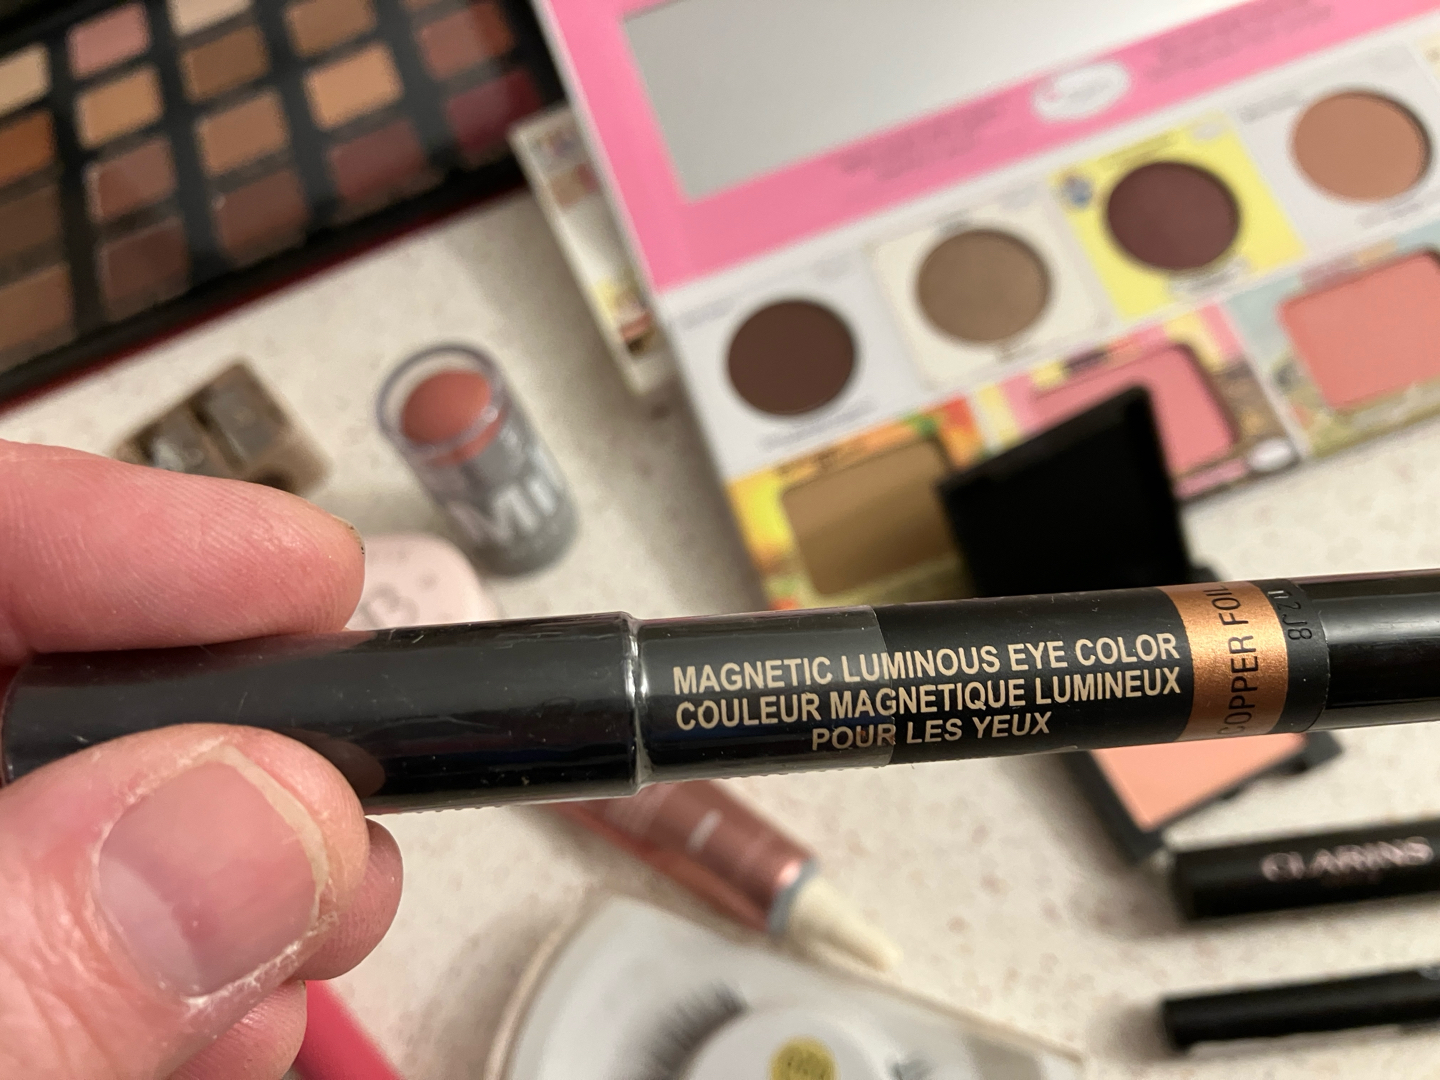 MAGNETIC LUMINOUS EYE COLOR
COULEUR MAGNETIQUE LUMINEUX
POUR LES YEUX
COPPER FOIL
CLARINS